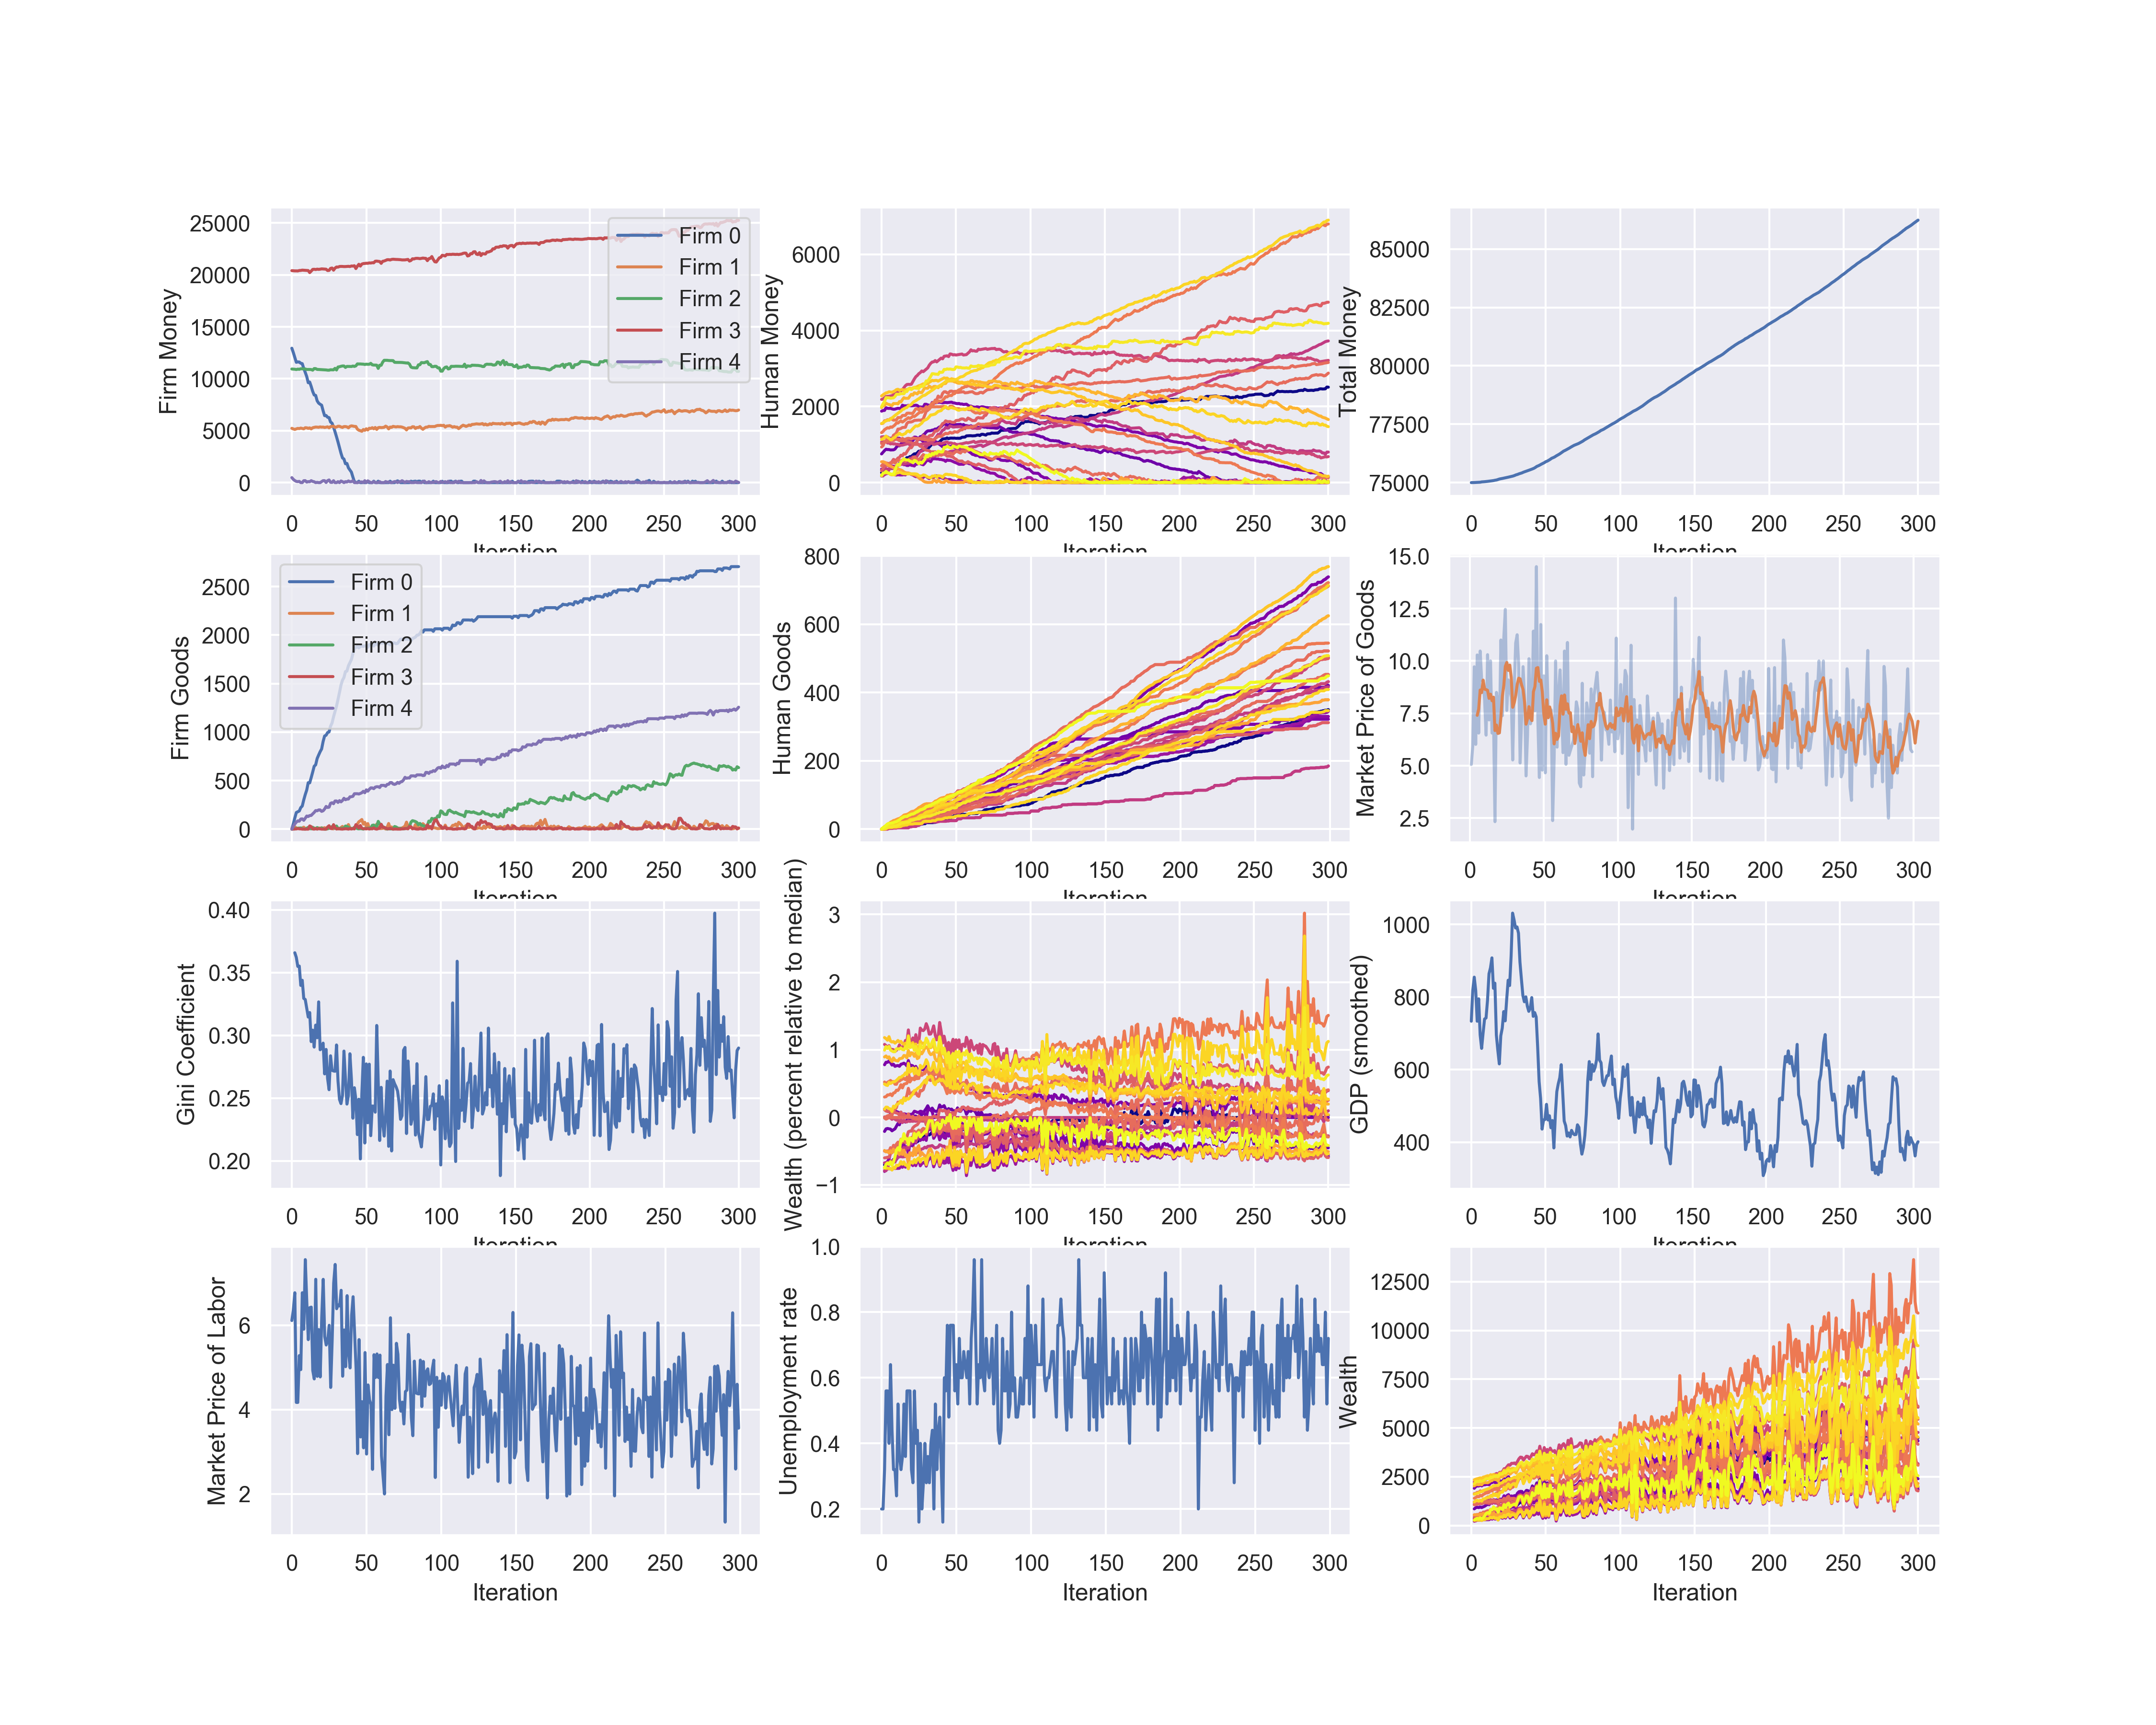 Firm Money
25000
20000
15000
10000
5000
0
0 50 100 150 200 250 300
Iteration
Firm 0
Firm 1
Firm 2
Firm 3
Firm 4
Human Money
6000
4000
2000
0
0 50 100 150 200 250 300
Iteration
Total Money
85000
82500
80000
77500
75000
0 50 100 150 200 250 300
Iteration
Firm Goods
2500
2000
1500
1000
500
0
0 50 100 150 200 250 300
Iteration
Firm 0
Firm 1
Firm 2
Firm 3
Firm 4
Human Goods
800
600
400
200
0
0 50 100 150 200 250 300
Iteration
Market Price of Goods
15.0
12.5
10.0
7.5
5.0
2.5
0 50 100 150 200 250 300
Iteration
Gini Coefficient
0.40
0.35
0.30
0.25
0.20
0 50 100 150 200 250 300
Iteration
Wealth (percent relative to median)
3
2
1
0
−1
0 50 100 150 200 250 300
Iteration
GDP (smoothed)
1000
800
600
400
0 50 100 150 200 250 300
Iteration
Market Price of Labor
6
4
2
0 50 100 150 200 250 300
Iteration
Unemployment rate
1.0
0.8
0.6
0.4
0.2
0 50 100 150 200 250 300
Iteration
Wealth
12500
10000
7500
5000
2500
0
0 50 100 150 200 250 300
Iteration